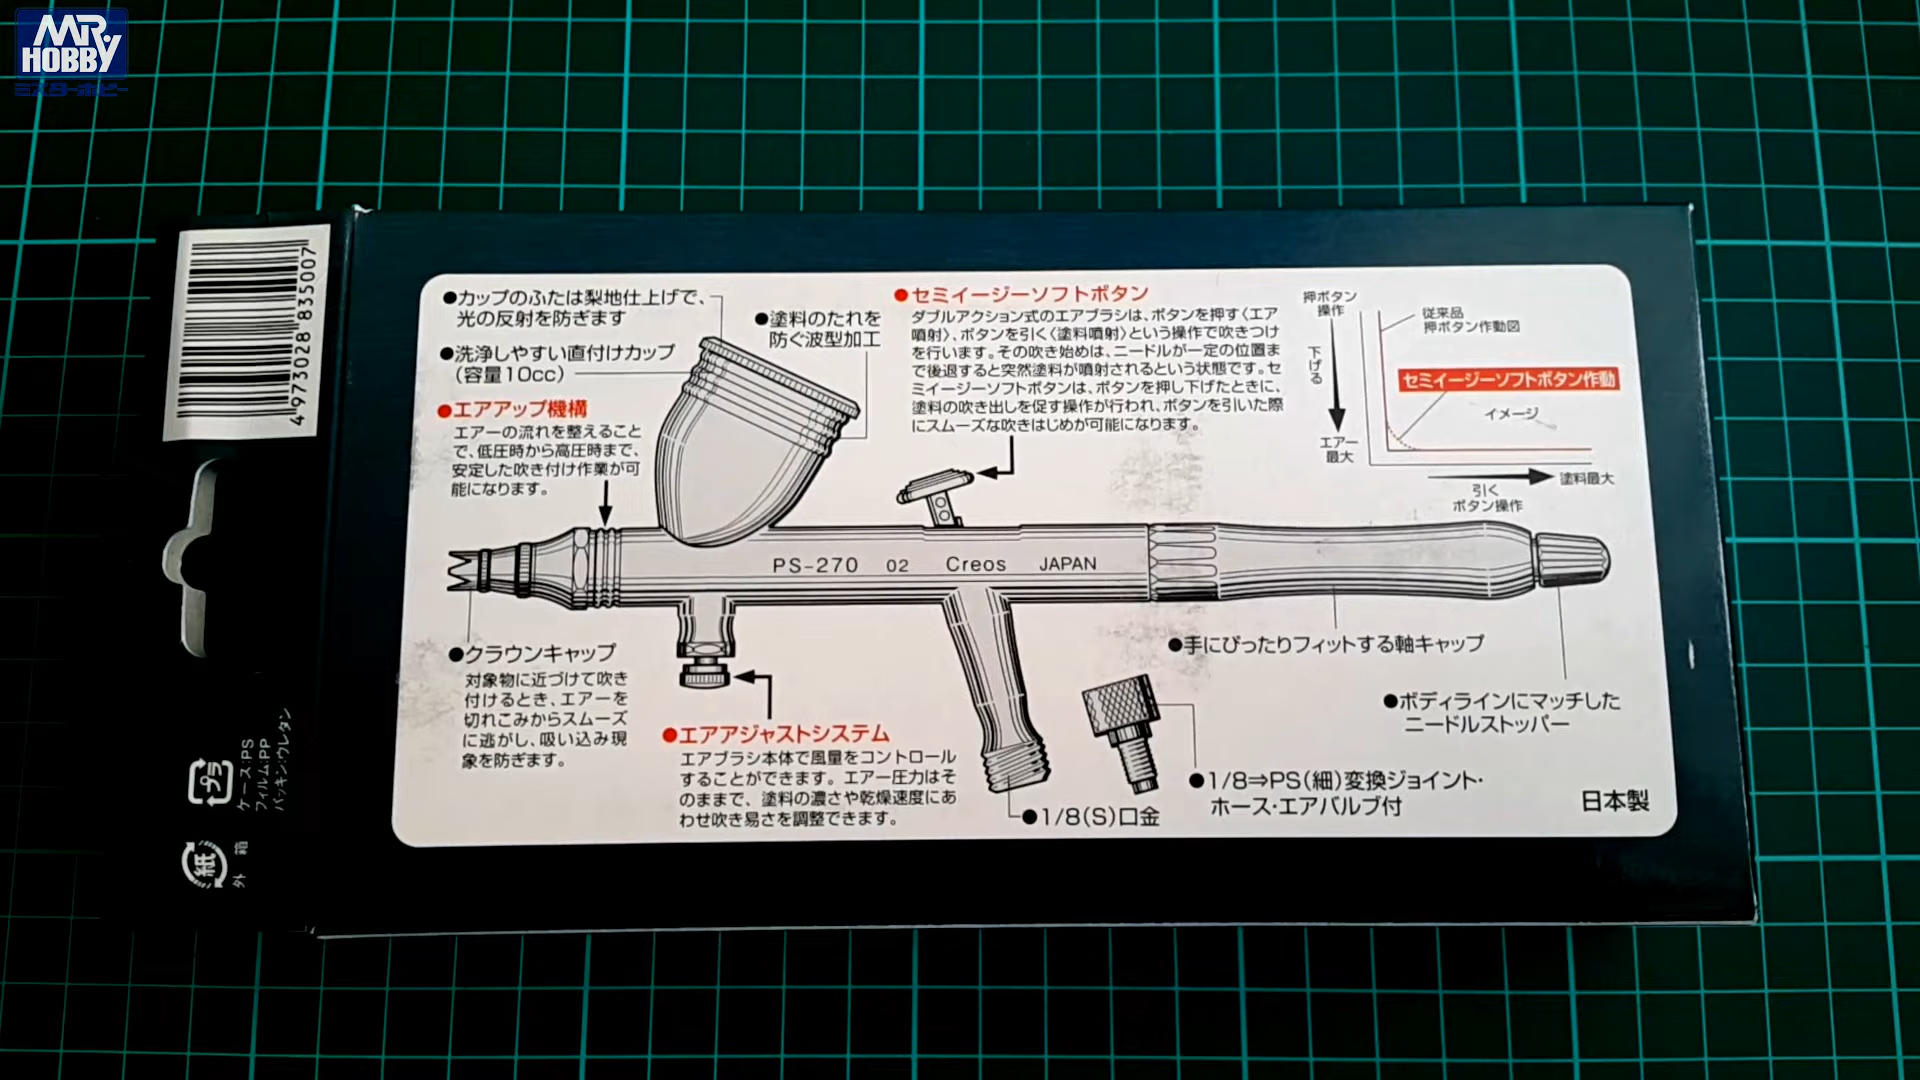 MR. HOBBY
ミスターホビー
4973028835007
プラ
ケース:PS
フィルム:PP
パッキン:ウレタン
紙
外箱
●カップのふたは梨地仕上げで、
光の反射を防ぎます
●洗浄しやすい直付けカップ
(容量10cc)
●塗料のたれを
防ぐ波型加工
●エアアップ機構
エアーの流れを整えること
で、低圧時から高圧時まで、
安定した吹き付け作業が可
能になります。
●セミイージーソフトボタン
ダブルアクション式のエアブラシは、ボタンを押す〈エア
噴射〉、ボタンを引く〈塗料噴射〉という操作で吹きつけ
を行います。その吹き始めは、ニードルが一定の位置ま
で後退すると突然塗料が噴射されるという状態です。セ
ミイージーソフトボタンは、ボタンを押し下げたときに、
塗料の吹き出しを促す操作が行われ、ボタンを引いた際
にスムーズな吹きはじめが可能になります。
押ボタン
操作
下げる
エアー
最大
従来品
押ボタン作動図
セミイージーソフトボタン作動
イメージ
引く
ボタン操作
塗料最大
PS-270 02 Creos JAPAN
●クラウンキャップ
対象物に近づけて吹き
付けるとき、エアーを
切れこみからスムーズ
に逃がし、吸い込み現
象を防ぎます。
●エアアジャストシステム
エアブラシ本体で風量をコントロール
することができます。エアー圧力はそ
のままで、塗料の濃さや乾燥速度にあ
わせ吹き易さを調整できます。
●1/8(S)口金
●手にぴったりフィットする軸キャップ
●ボディラインにマッチした
ニードルストッパー
●1/8⇒PS(細)変換ジョイント・
ホース・エアバルブ付
日本製